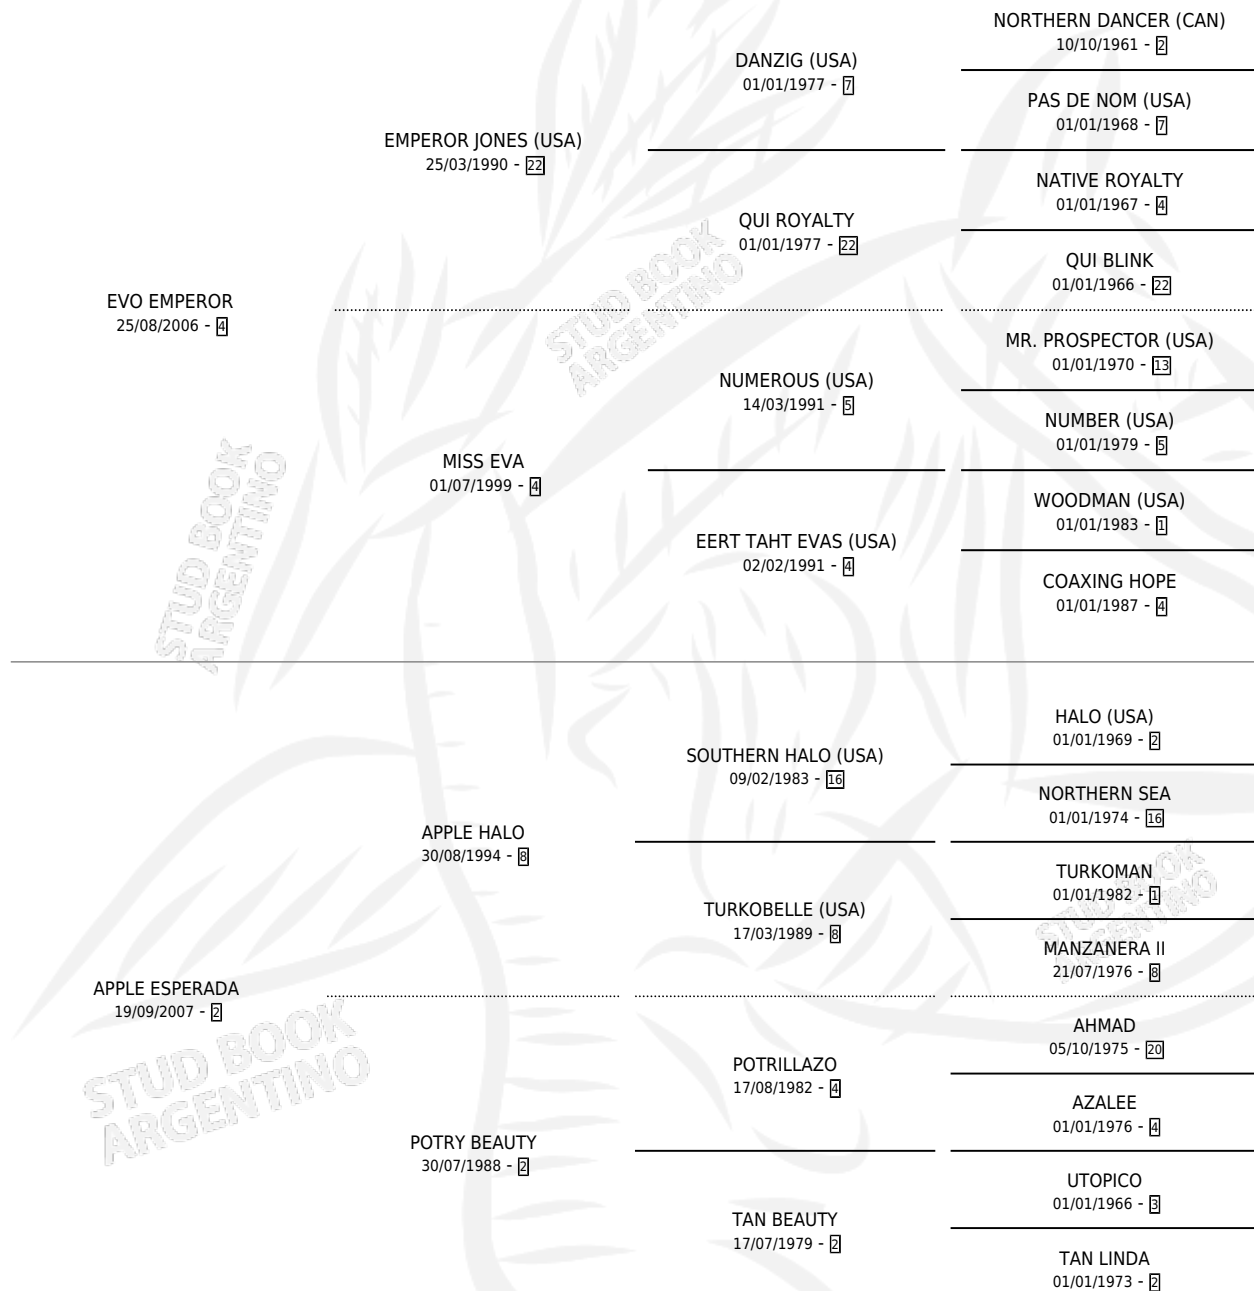 NORTHERN DANCER (CAN)
10/10/1961 - 2
DANZIG (USA)
01/01/1977 - 7
PAS DE NOM (USA)
01/01/1968 - 7
EMPEROR JONES (USA)
25/03/1990 - 22
NATIVE ROYALTY
01/01/1967 - 4
QUI ROYALTY
01/01/1977 - 22
QUI BLINK
01/01/1966 - 22
EVO EMPEROR
25/08/2006 - 4
STUD BOOK
ARGENTINO
MR. PROSPECTOR (USA)
01/01/1970 - 13
NUMEROUS (USA)
14/03/1991 - 5
NUMBER (USA)
01/01/1979 - 5
MISS EVA
01/07/1999 - 4
WOODMAN (USA)
01/01/1983 - 1
EERT TAHT EVAS (USA)
02/02/1991 - 4
COAXING HOPE
01/01/1987 - 4
STUD BOOK
ARGENTINO
HALO (USA)
01/01/1969 - 2
SOUTHERN HALO (USA)
09/02/1983 - 16
NORTHERN SEA
01/01/1974 - 16
APPLE HALO
30/08/1994 - 8
TURKOMAN
01/01/1982 - 1
TURKOBELLE (USA)
17/03/1989 - 8
STUD BOOK
ARGENTINO
MANZANERA II
21/07/1976 - 8
APPLE ESPERADA
19/09/2007 - 2
STUD BOOK
ARGENTINO
AHMAD
05/10/1975 - 20
POTRILLAZO
17/08/1982 - 4
AZALEE
01/01/1976 - 4
POTRY BEAUTY
30/07/1988 - 2
UTOPICO
01/01/1966 - 3
TAN BEAUTY
17/07/1979 - 2
TAN LINDA
01/01/1973 - 2